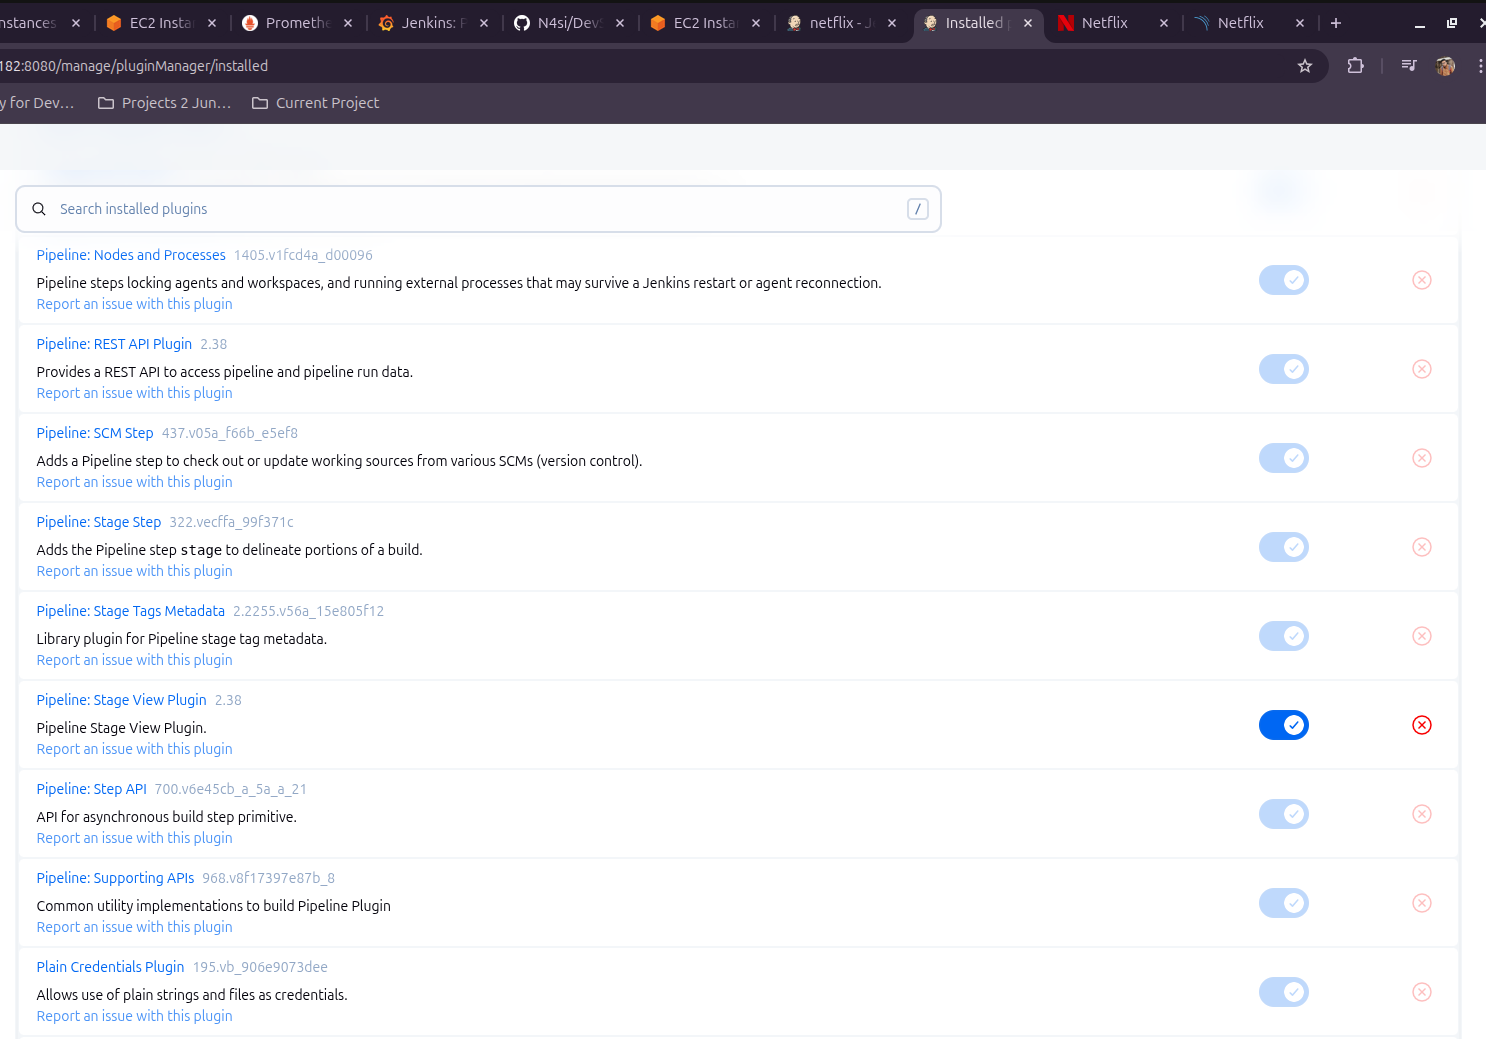 nstances
EC2 Insta
Promethe
Jenkins: P
N4si/DevS
EC2 Insta
netflix - J
Installed p
Netflix
Netflix
182:8080/manage/pluginManager/installed
y for Dev…
Projects 2 Jun…
Current Project
Search installed plugins
/
Pipeline: Nodes and Processes 1405.v1fcd4a_d00096
Pipeline steps locking agents and workspaces, and running external processes that may survive a Jenkins restart or agent reconnection.
Report an issue with this plugin
Pipeline: REST API Plugin 2.38
Provides a REST API to access pipeline and pipeline run data.
Report an issue with this plugin
Pipeline: SCM Step 437.v05a_f66b_e5ef8
Adds a Pipeline step to check out or update working sources from various SCMs (version control).
Report an issue with this plugin
Pipeline: Stage Step 322.vecffa_99f371c
Adds the Pipeline step stage to delineate portions of a build.
Report an issue with this plugin
Pipeline: Stage Tags Metadata 2.2255.v56a_15e805f12
Library plugin for Pipeline stage tag metadata.
Report an issue with this plugin
Pipeline: Stage View Plugin 2.38
Pipeline Stage View Plugin.
Report an issue with this plugin
Pipeline: Step API 700.v6e45cb_a_5a_a_21
API for asynchronous build step primitive.
Report an issue with this plugin
Pipeline: Supporting APIs 968.v8f17397e87b_8
Common utility implementations to build Pipeline Plugin
Report an issue with this plugin
Plain Credentials Plugin 195.vb_906e9073dee
Allows use of plain strings and files as credentials.
Report an issue with this plugin